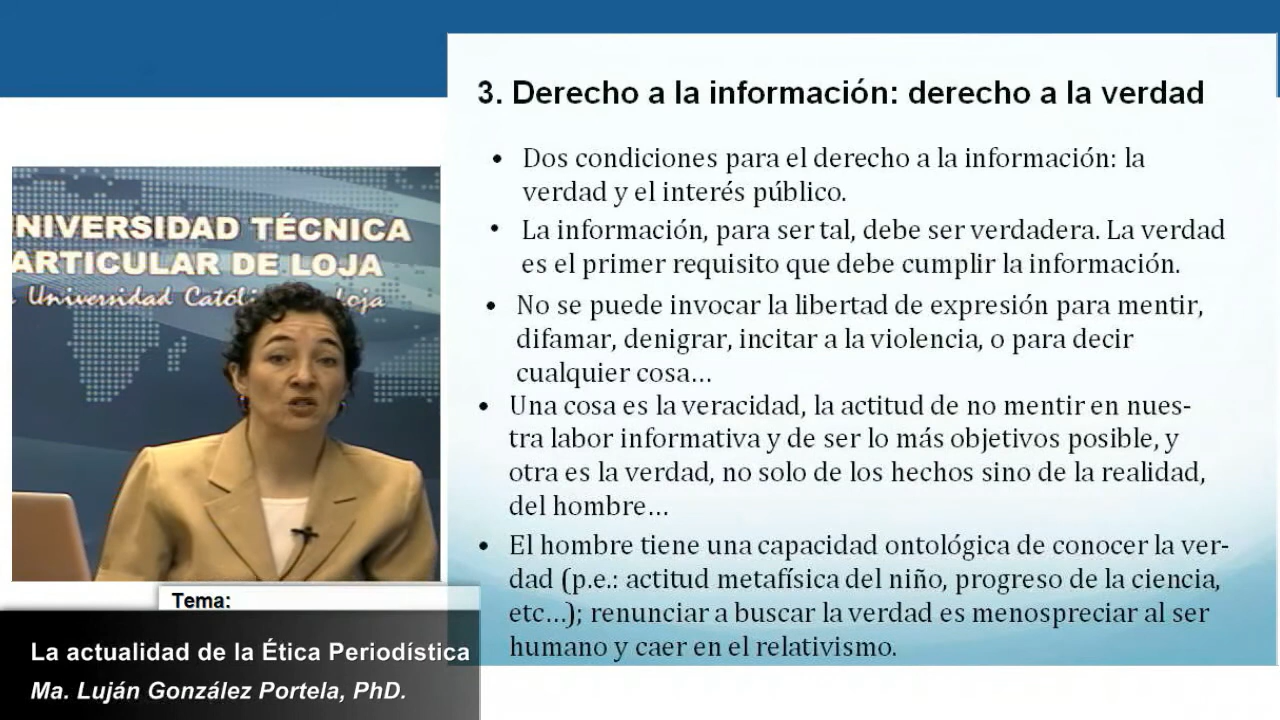 3. Derecho a la información: derecho a la verdad
• Dos condiciones para el derecho a la información: la
verdad y el interés público.
• La información, para ser tal, debe ser verdadera. La verdad
es el primer requisito que debe cumplir la información.
• No se puede invocar la libertad de expresión para mentir,
difamar, denigrar, incitar a la violencia, o para decir
cualquier cosa...
• Una cosa es la veracidad, la actitud de no mentir en nues-
tra labor informativa y de ser lo más objetivos posible, y
otra es la verdad, no solo de los hechos sino de la realidad,
del hombre...
• El hombre tiene una capacidad ontológica de conocer la ver-
dad (p.e.: actitud metafísica del niño, progreso de la ciencia,
etc...); renunciar a buscar la verdad es menospreciar al ser
humano y caer en el relativismo.
NIVERSIDAD TÉCNICA
ARTICULAR DE LOJA
Universidad Catól Loja
Tema:
La actualidad de la Ética Periodística
Ma. Luján González Portela, PhD.